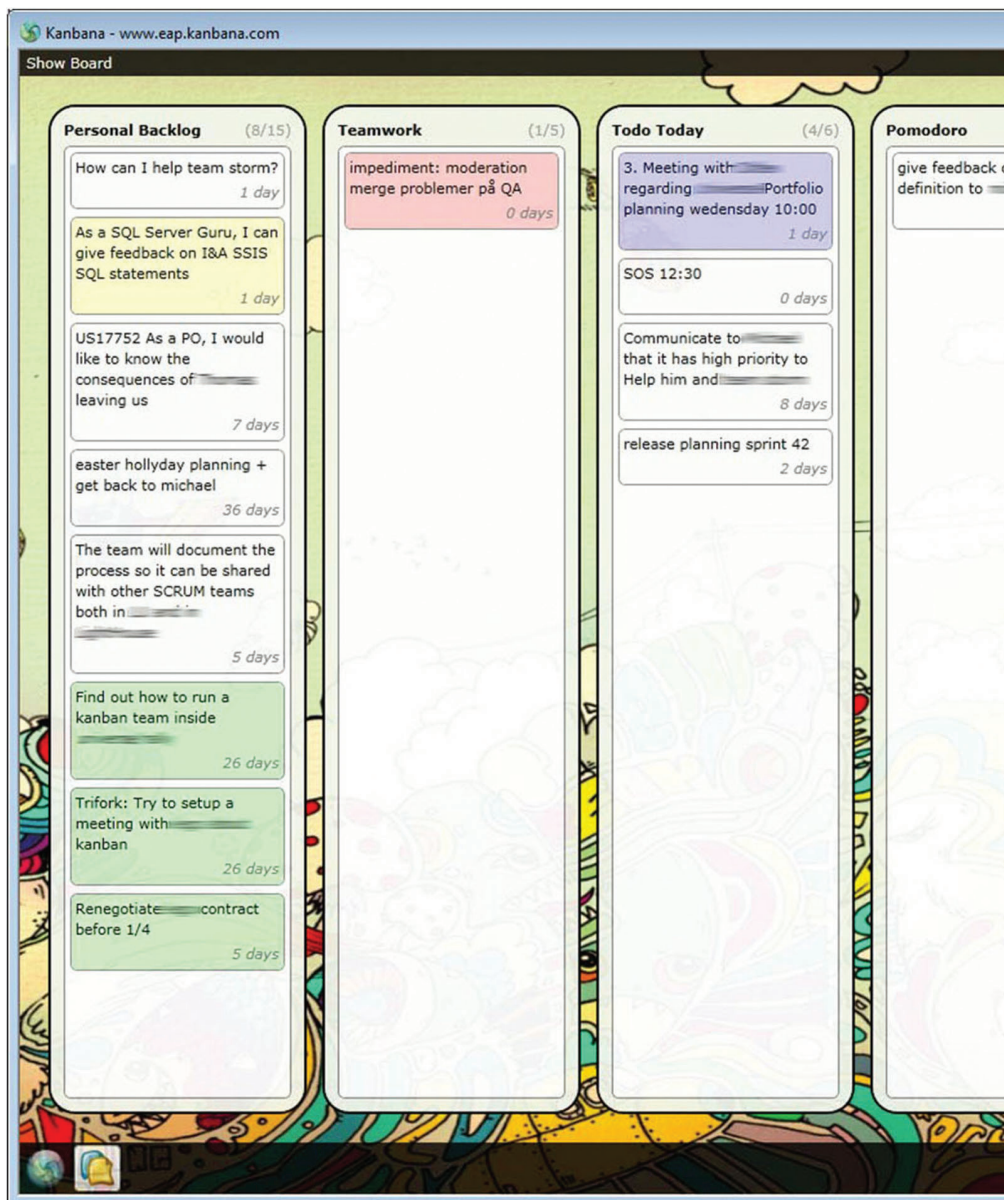 Kanbana - www.eap.kanbana.com
Show Board
Personal Backlog (8/15)
How can I help team storm?
1 day
As a SQL Server Guru, I can
give feedback on I&A SSIS
SQL statements
1 day
US17752 As a PO, I would
like to know the
consequences of
leaving us
7 days
easter hollyday planning +
get back to michael
36 days
The team will document the
process so it can be shared
with other SCRUM teams
both in
5 days
Find out how to run a
kanban team inside
26 days
Trifork: Try to setup a
meeting with
kanban
26 days
Renegotiate contract
before 1/4
5 days
Teamwork (1/5)
impediment: moderation
merge problemer på QA
0 days
Todo Today (4/6)
3. Meeting with
regarding Portfolio
planning wedensday 10:00
1 day
SOS 12:30
0 days
Communicate to
that it has high priority to
Help him and
8 days
release planning sprint 42
2 days
Pomodoro
give feedback
definition to